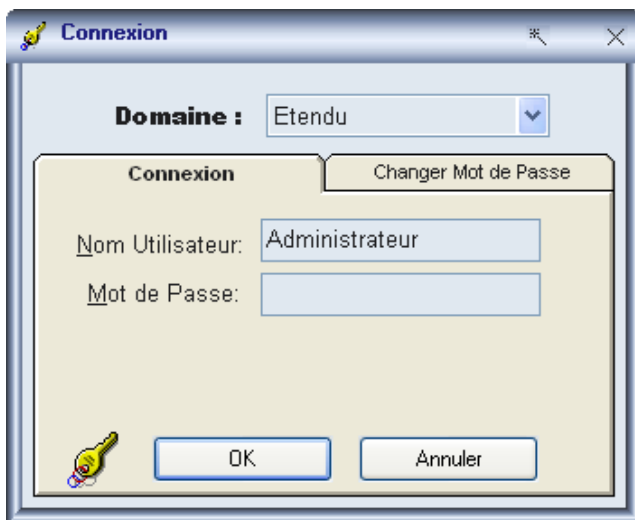 Connexion
Domaine : Etendu
Connexion Changer Mot de Passe
Nom Utilisateur: Administrateur
Mot de Passe:
OK Annuler